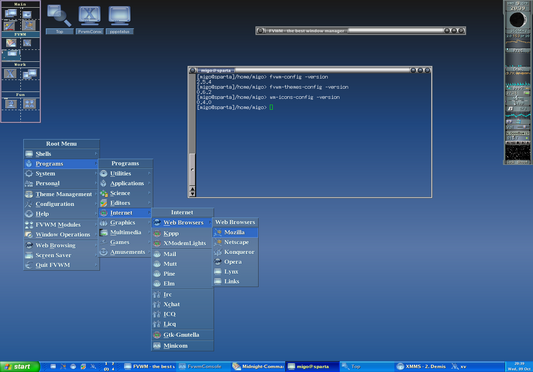 Main
FVWM
Work
Fun
Top
FvwmCons
FVWM - the best window manager
2003
migo@sparta
[migo@sparta]/home/migo> fvwm-config -version
2.5.4
[migo@sparta]/home/migo> fvwm-themes-config -version
0.6.2
[migo@sparta]/home/migo> wm-icons-config -version
0.4.0
[migo@sparta]/home/migo>
Root Menu
Shells
Programs
System
Personal
Theme Management
Configuration
Help
FVWM Modules
Window Operations
Web Browsing
Screen Saver
Quit FVWM
Programs
Utilities
Applications
Science
Editors
Internet
Graphics
Multimedia
Games
Amusements
Internet
Web Browsers
Kppp
XModemLights
Mail
Mutt
Pine
Elm
Irc
Xchat
ICQ
Licq
Gtk-Gnutella
Minicom
Web Browsers
Mozilla
Netscape
Konqueror
Opera
Lynx
Links
start
FVWM - the best
FvwmConsole
Midnight-Comma
migo@sparta
Top
XMMS - 2. Demis
xv